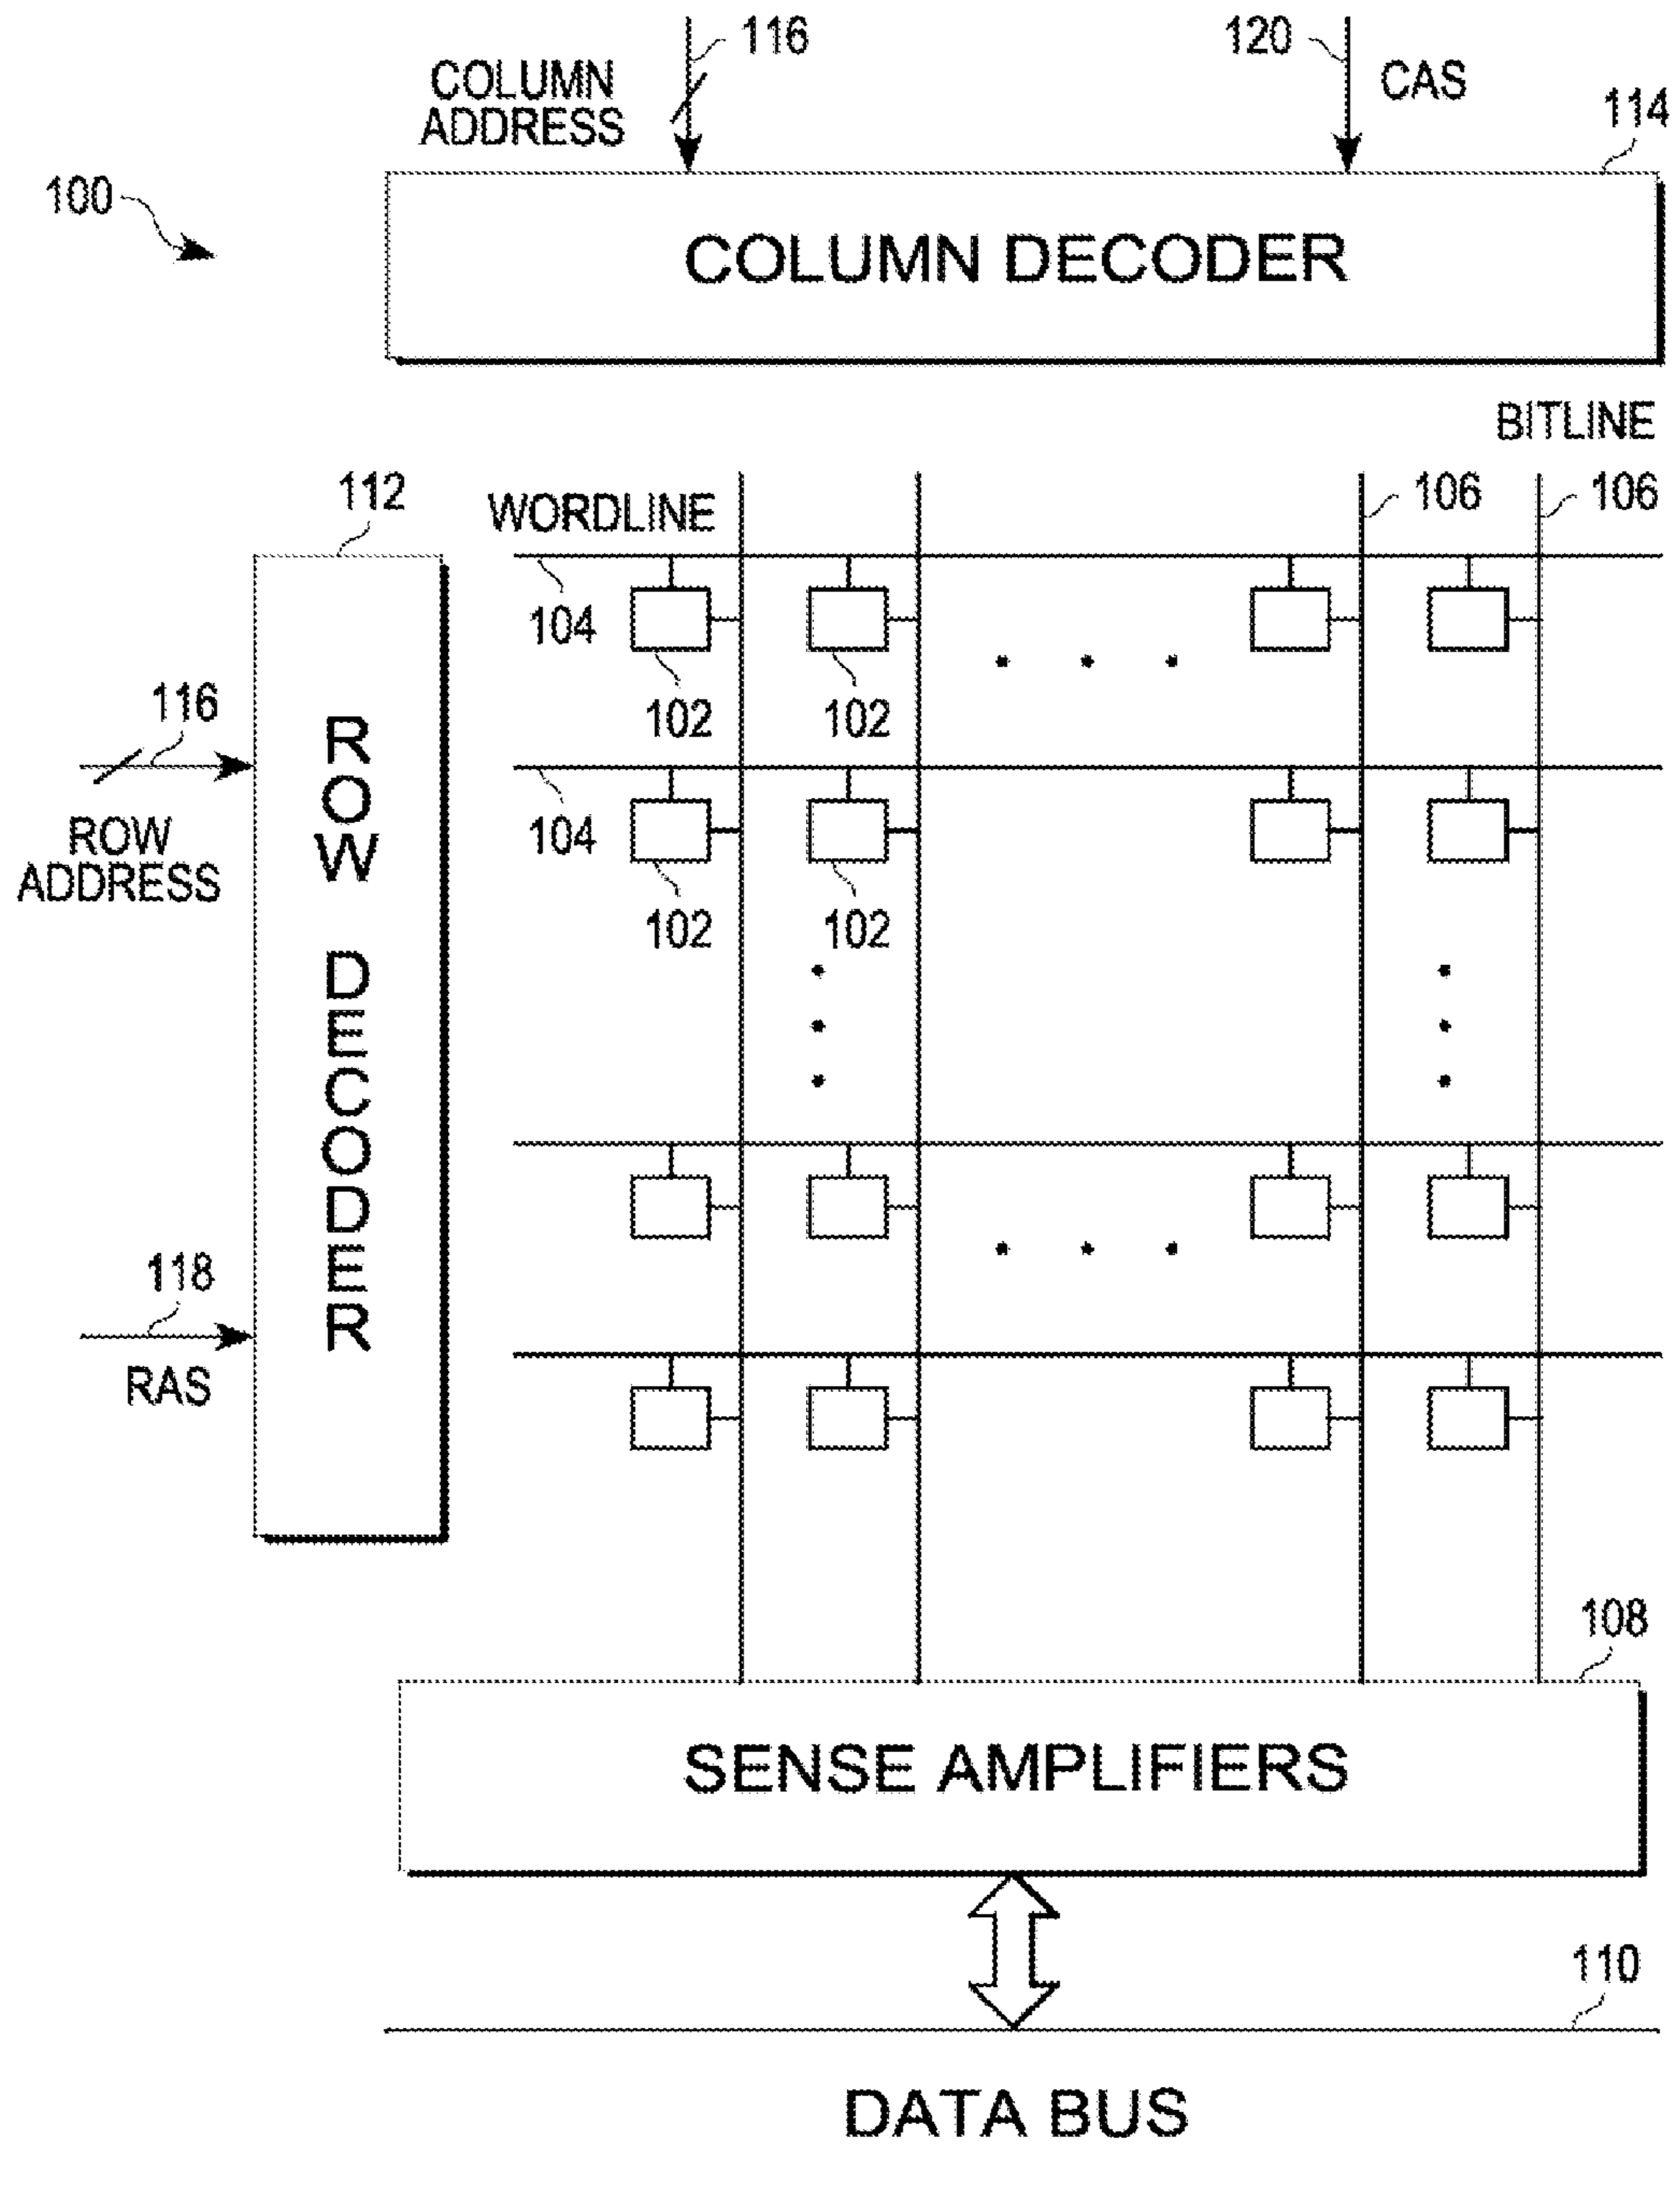 116
120
COLUMN
ADDRESS
CAS
114
100
COLUMN DECODER
BITLINE
112
WORDLINE
106
106
104
102
102
116
ROW
ADDRESS
ROW DECODER
104
102
102
118
RAS
108
SENSE AMPLIFIERS
110
DATA BUS